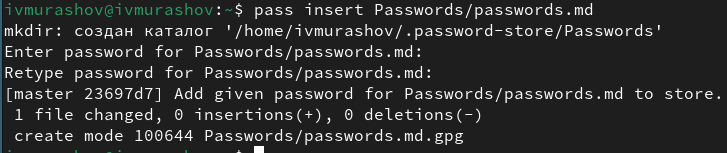 ivmurashov@ivmurashov:~$ pass insert Passwords/passwords.md
mkdir: создан каталог '/home/ivmurashov/.password-store/Passwords'
Enter password for Passwords/passwords.md:
Retype password for Passwords/passwords.md:
[master 23697d7] Add given password for Passwords/passwords.md to store.
 1 file changed, 0 insertions(+), 0 deletions(-)
 create mode 100644 Passwords/passwords.md.gpg